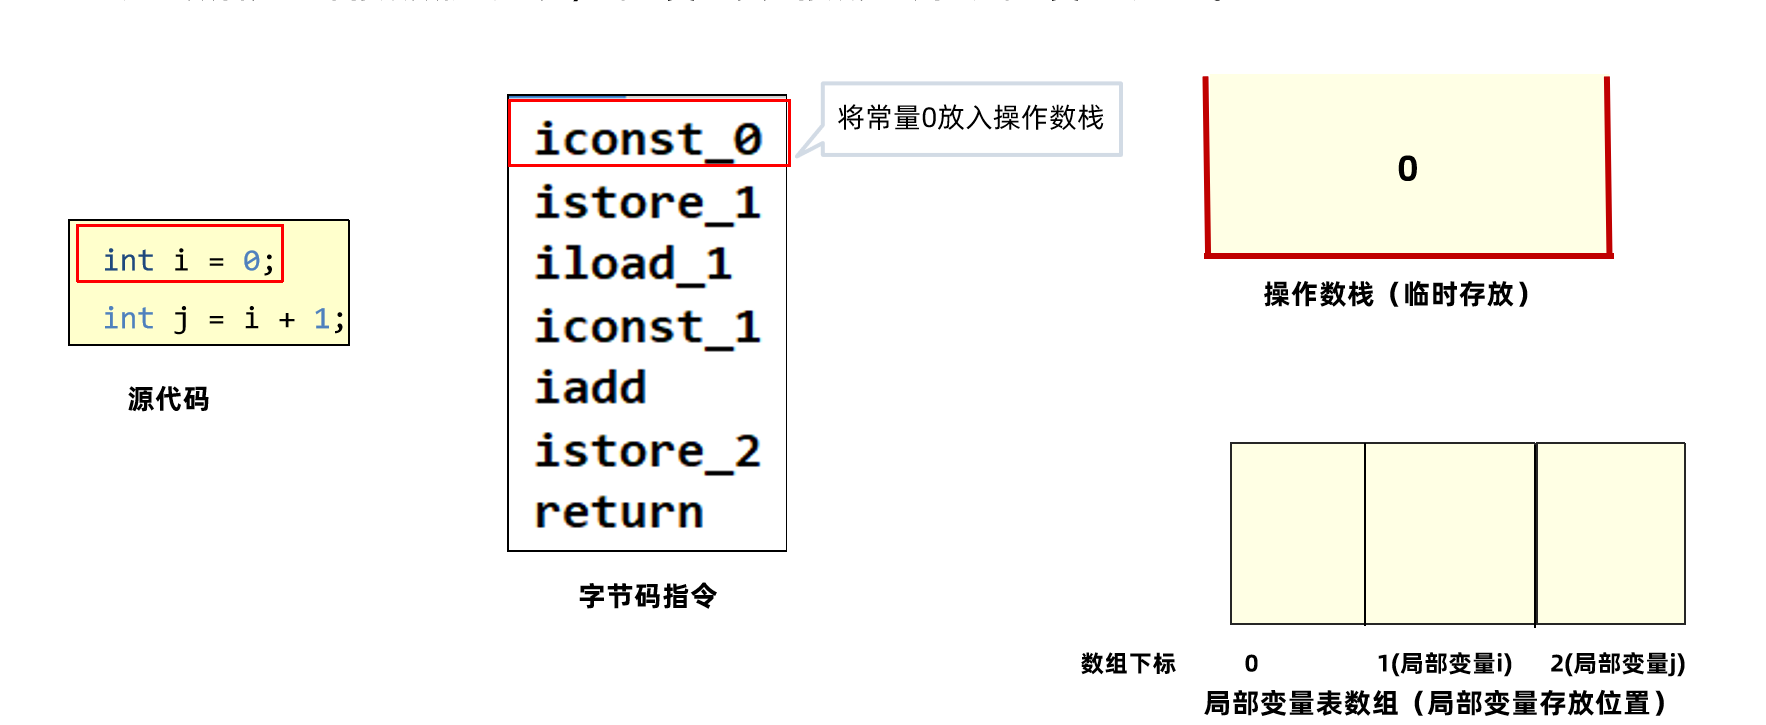 int i = 0;
int j = i + 1;
源代码
iconst_0
istore_1
iload_1
iconst_1
iadd
istore_2
return
字节码指令
将常量0放入操作数栈
0
操作数栈（临时存放）
数组下标 0 1(局部变量i) 2(局部变量j)
局部变量表数组（局部变量存放位置）